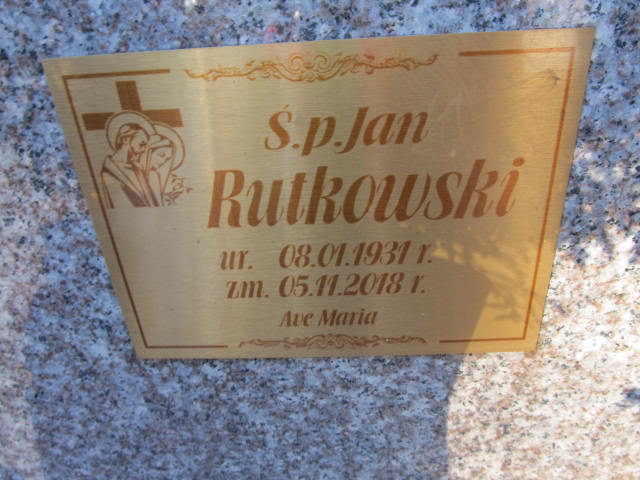 Ś.p. Jan
Rutkowski
ur. 08.01.1931 r.
zm. 05.11.2018 r.
Ave Maria